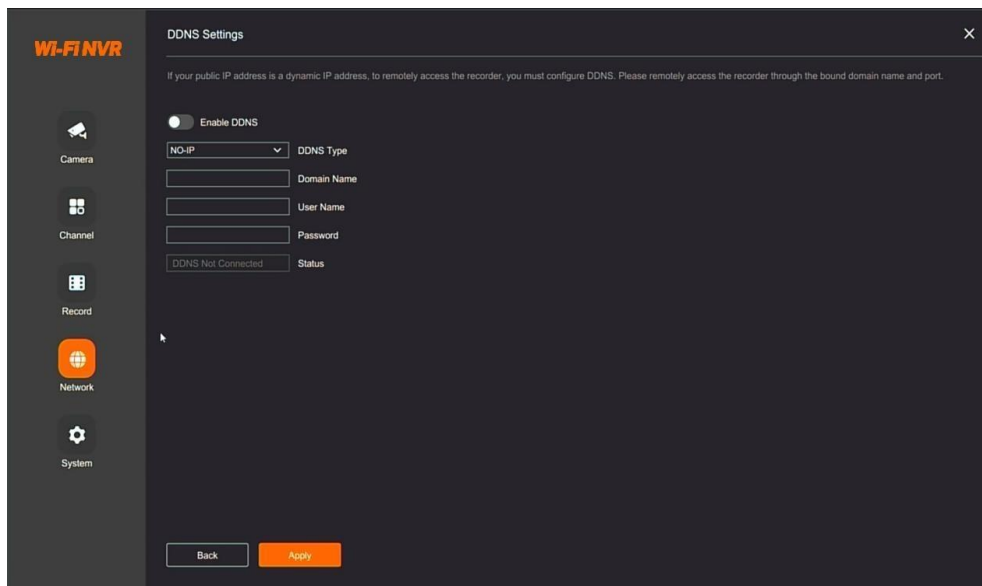 Wi-Fi NVR
Camera
Channel
Record
Network
System
DDNS Settings
If your public IP address is a dynamic IP address, to remotely access the recorder, you must configure DDNS. Please remotely access the recorder through the bound domain name and port.
Enable DDNS
NO-IP DDNS Type
Domain Name
User Name
Password
DDNS Not Connected Status
Back Apply